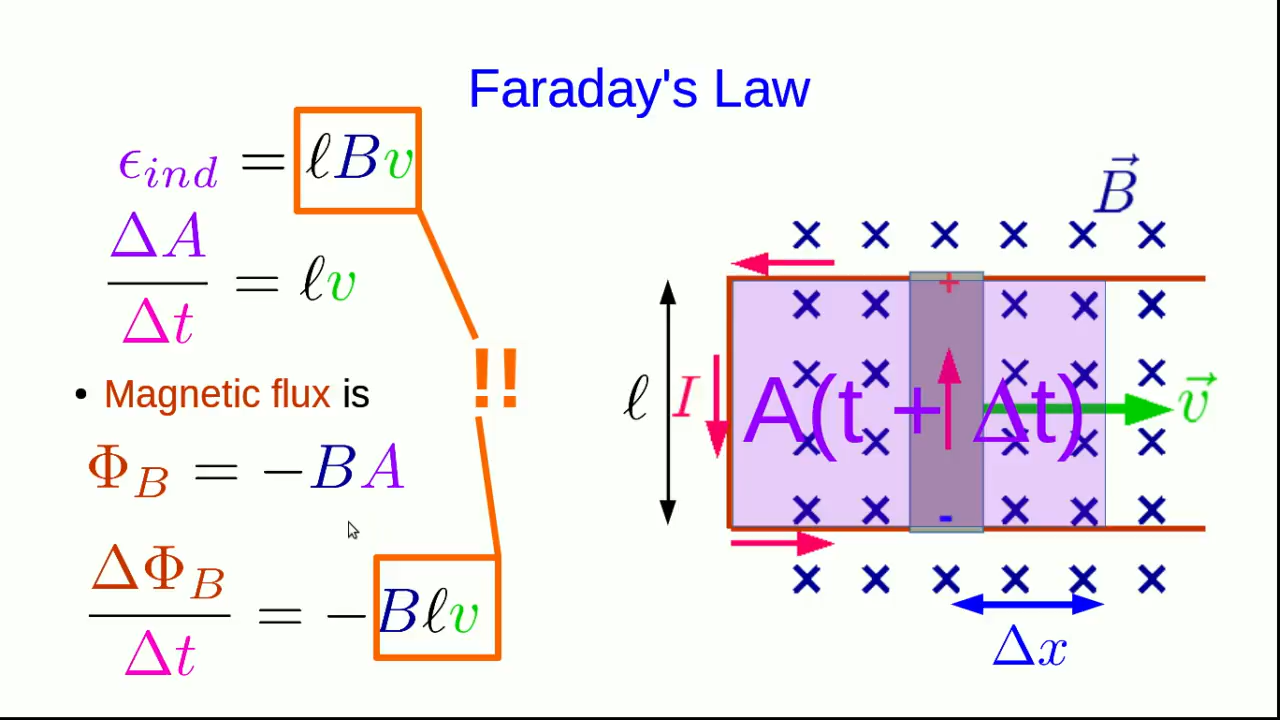 Faraday's Law
ϵ_ind = ℓBv
ΔA/Δt = ℓv
• Magnetic flux is
Φ_B = −BA
ΔΦ_B/Δt = −Bℓv
!!
B⃗
+
ℓ
I
A(t + Δt)
v⃗
-
Δx